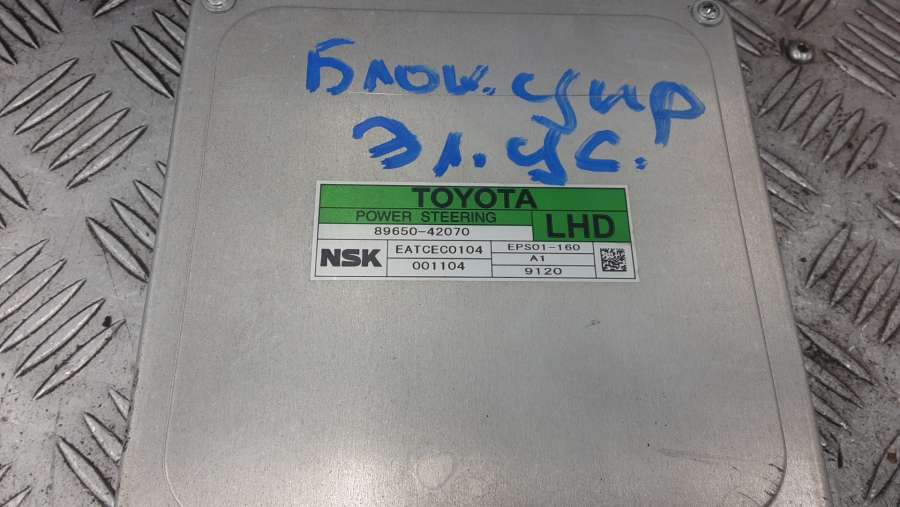 Блок. упр
Эл. ус.
TOYOTA
POWER STEERING
89650-42070
LHD
NSK
EATCEC0104
001104
EPS01-160
A1
9120